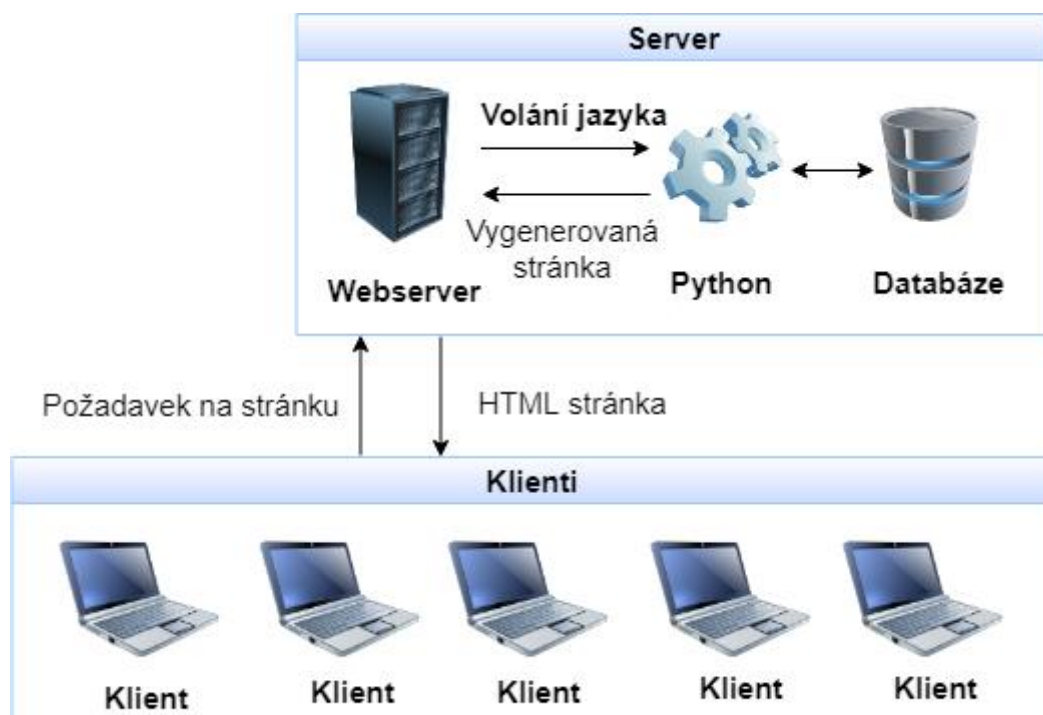 Server
Volání jazyka
Vygenerovaná
stránka
Webserver
Python
Databáze
Požadavek na stránku
HTML stránka
Klienti
Klient
Klient
Klient
Klient
Klient